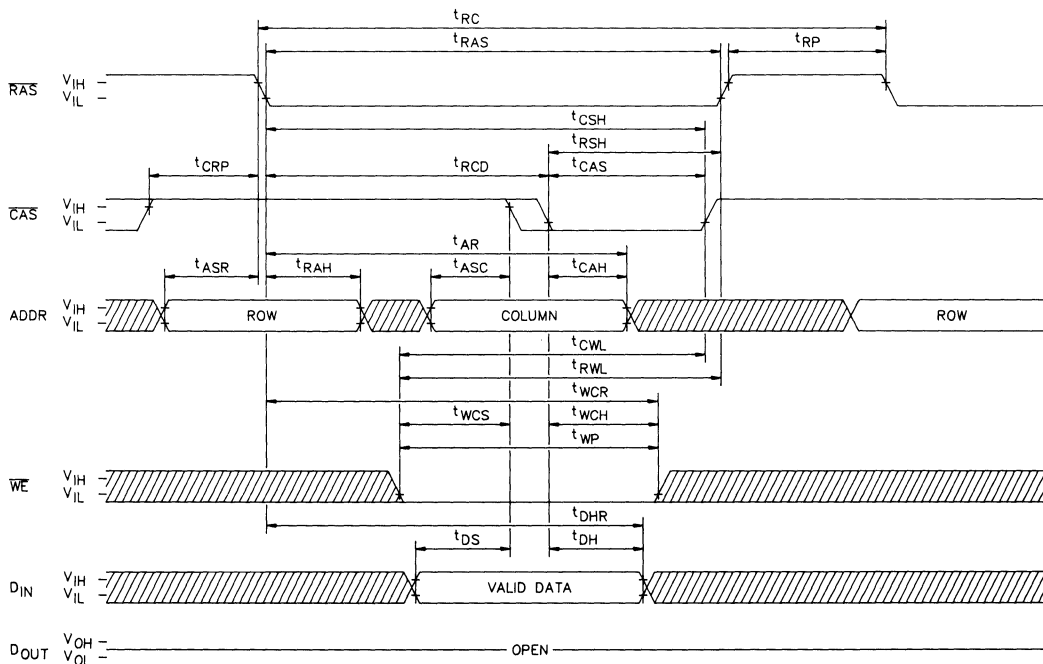 tRC
tRAS
tRP
RAS VIH
VIL
tCSH
tRSH
tCRP tRCD tCAS
CAS VIH
VIL
tAR
tASR tRAH tASC tCAH
ADDR VIH
VIL
ROW COLUMN ROW
tCWL
tRWL
tWCR
tWCS tWCH
tWP
WE VIH
VIL
tDHR
tDS tDH
DIN VIH
VIL
VALID DATA
DOUT VOH
VOL
OPEN